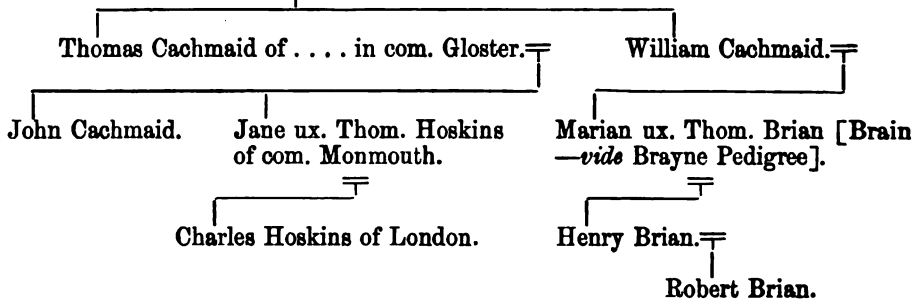 Thomas Cachmaid of .... in com. Gloster.
William Cachmaid.
John Cachmaid.
Jane ux. Thom. Hoskins
of com. Monmouth.
Marian ux. Thom. Brian [Brain
—vide Brayne Pedigree].
Charles Hoskins of London.
Henry Brian.
Robert Brian.